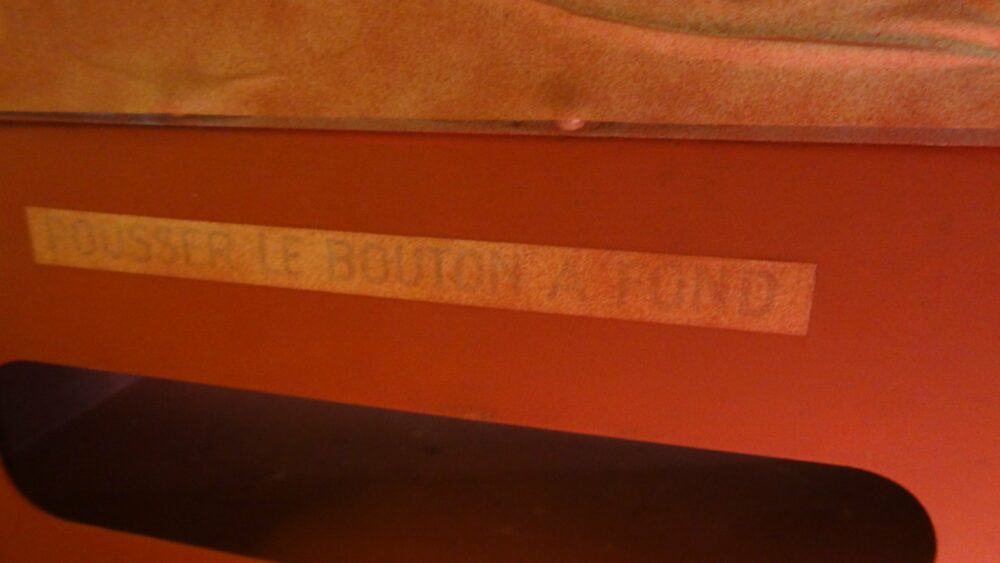 POUSSER LE BOUTON A FOND